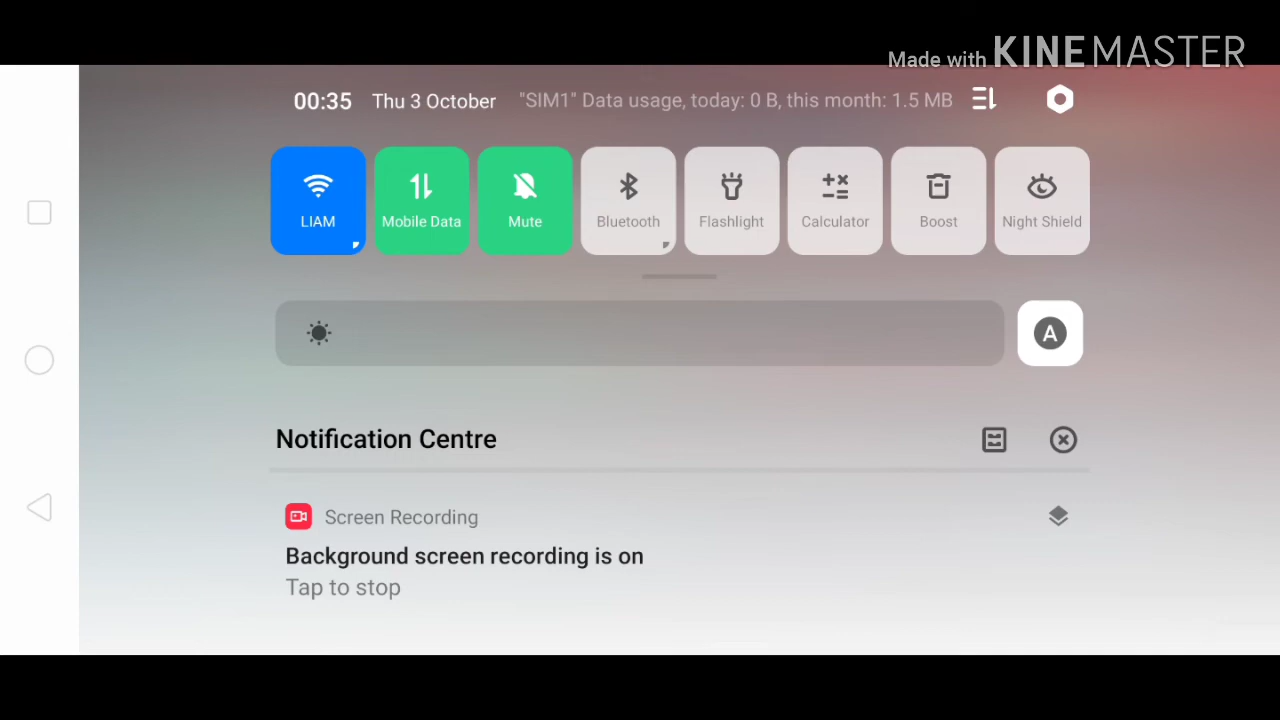 Made with KINEMASTER
00:35 Thu 3 October "SIM1" Data usage, today: 0 B, this month: 1.5 MB
LIAM Mobile Data Mute Bluetooth Flashlight Calculator Boost Night Shield
A
Notification Centre
Screen Recording
Background screen recording is on
Tap to stop